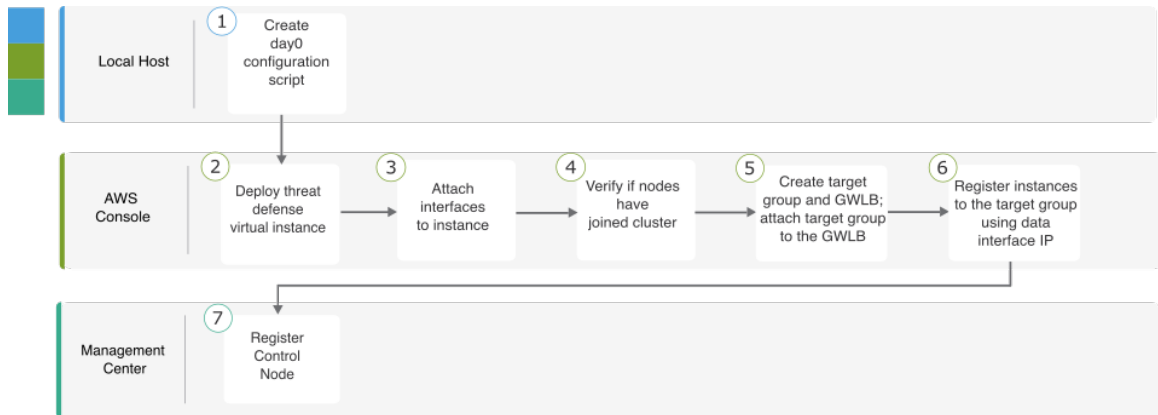 1
Create
day0
configuration
script
Local Host
2
Deploy threat
defense
virtual instance
3
Attach
interfaces
to instance
4
Verify if nodes
have
joined cluster
5
Create target
group and GWLB;
attach target group
to the GWLB
6
Register instances
to the target group
using data
interface IP
AWS
Console
7
Register
Control
Node
Management
Center